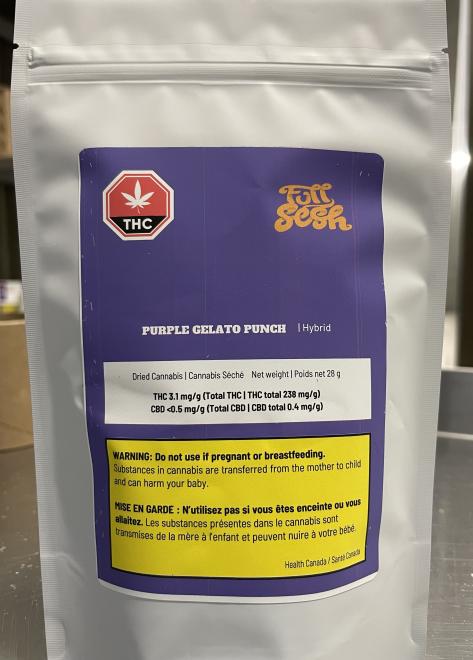 THC
Full
Sesh
PURPLE GELATO PUNCH | Hybrid
Dried Cannabis | Cannabis Séché Net weight | Poids net 28 g
THC 3.1 mg/g (Total THC | THC total 238 mg/g)
CBD <0.5 mg/g (Total CBD | CBD total 0.4 mg/g)
WARNING: Do not use if pregnant or breastfeeding.
Substances in cannabis are transferred from the mother to child
and can harm your baby.
MISE EN GARDE : N'utilisez pas si vous êtes enceinte ou vous
allaitez. Les substances présentes dans le cannabis sont
transmises de la mère à l'enfant et peuvent nuire à votre bébé.
Health Canada / Santé Canada